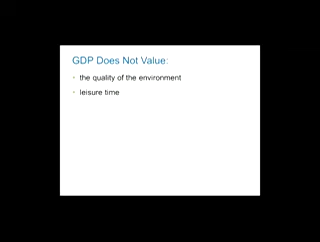 GDP Does Not Value:
the quality of the environment
leisure time